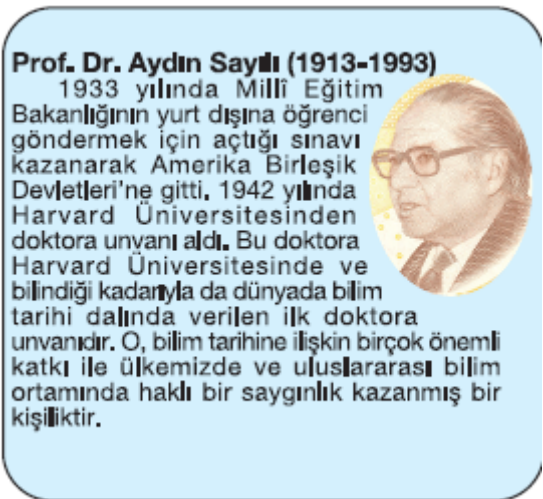 Prof. Dr. Aydın Sayılı (1913-1993)
1933 yılında Millî Eğitim
Bakanlığının yurt dışına öğrenci
göndermek için açtığı sınavı
kazanarak Amerika Birleşik
Devletleri'ne gitti. 1942 yılında
Harvard Üniversitesinden
doktora unvanı aldı. Bu doktora
Harvard Üniversitesinde ve
bilindiği kadarıyla da dünyada bilim
tarihi dalında verilen ilk doktora
unvanıdır. O, bilim tarihine ilişkin birçok önemli
katkı ile ülkemizde ve uluslararası bilim
ortamında haklı bir saygınlık kazanmış bir
kişiliktir.